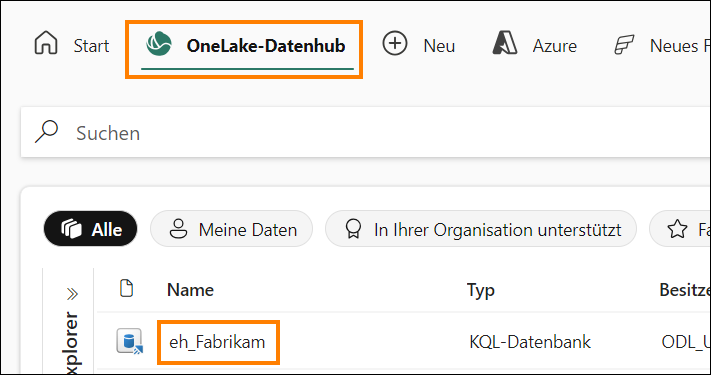 Start OneLake-Datenhub Neu Azure Neues F
Suchen
Alle Meine Daten In Ihrer Organisation unterstützt Fa
Name Typ Besitze
eh_Fabrikam KQL-Datenbank ODL_U
xplorer